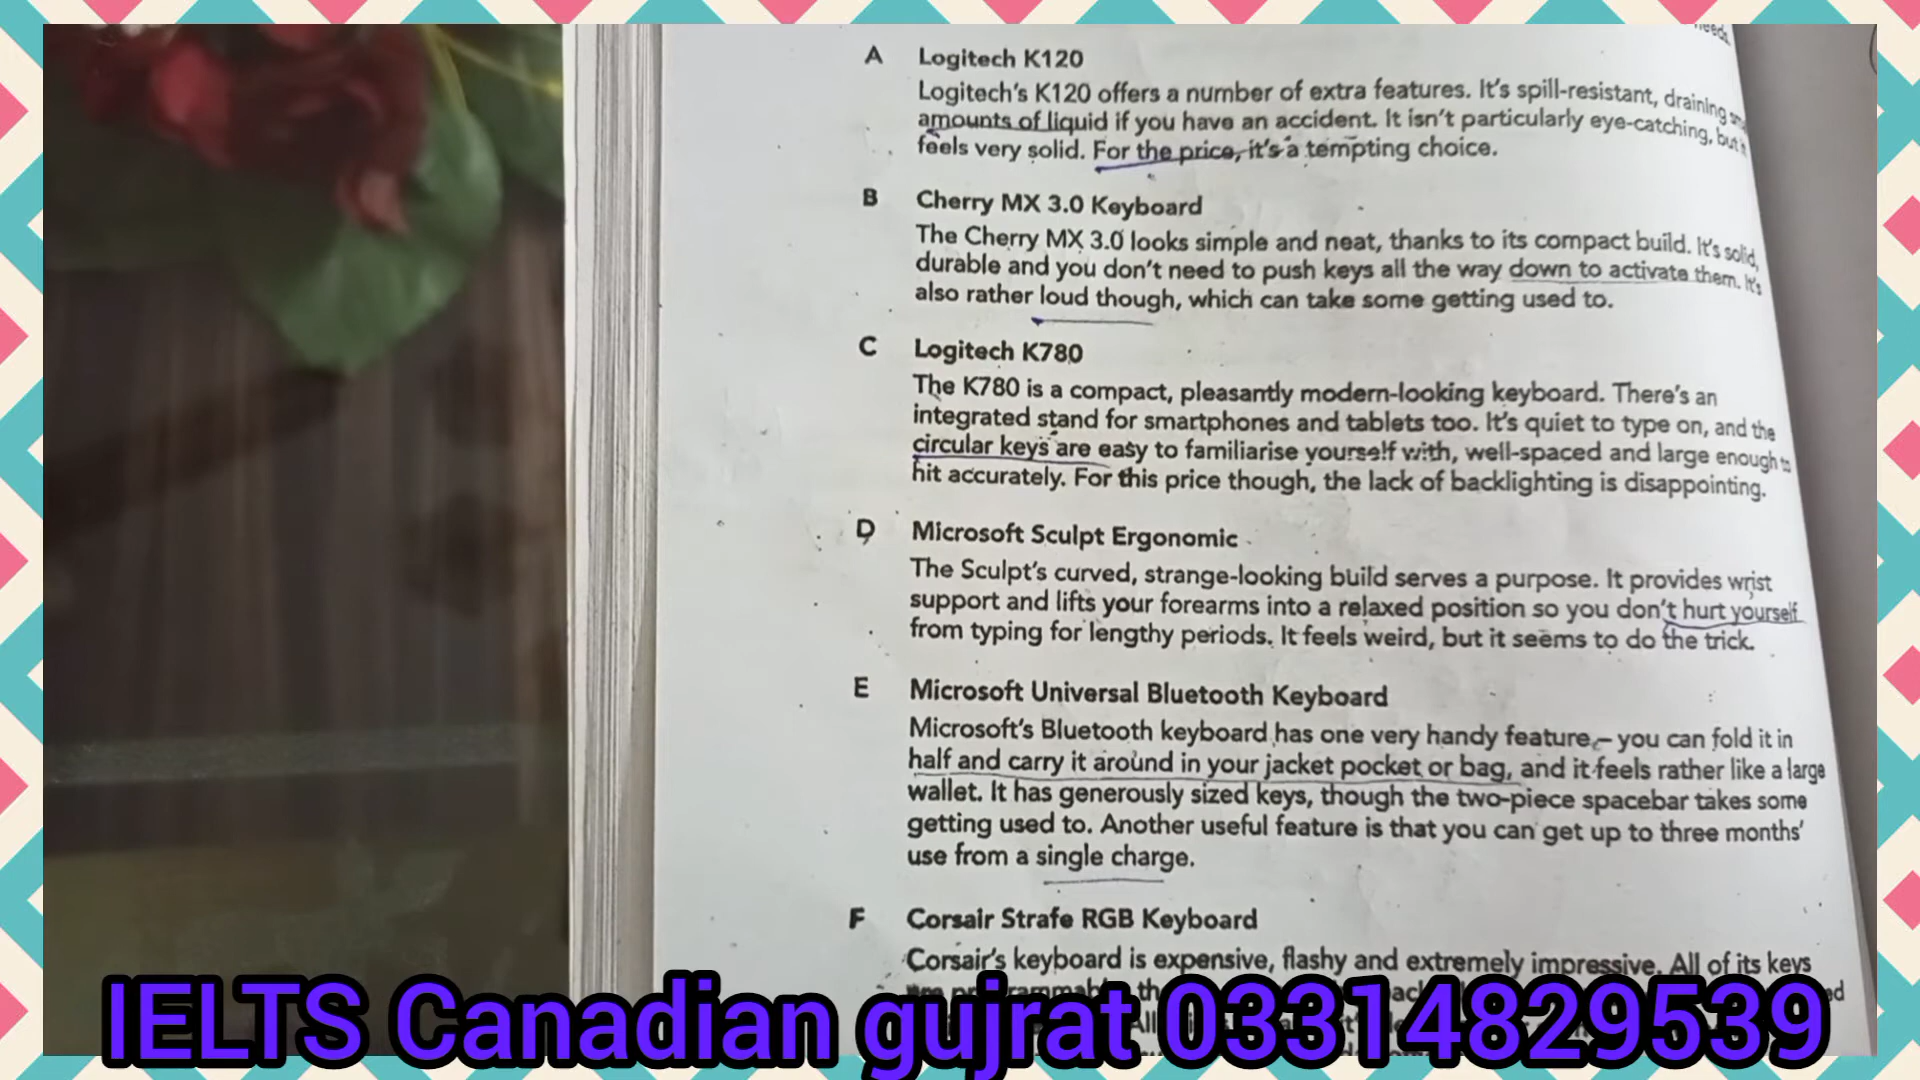 needs.
A Logitech K120
Logitech's K120 offers a number of extra features. It's spill-resistant, draining
amounts of liquid if you have an accident. It isn't particularly eye-catching, but
feels very solid. For the price, it's a tempting choice.
B Cherry MX 3.0 Keyboard
The Cherry MX 3.0 looks simple and neat, thanks to its compact build. It's solid,
durable and you don't need to push keys all the way down to activate them. It's
also rather loud though, which can take some getting used to.
C Logitech K780
The K780 is a compact, pleasantly modern-looking keyboard. There's an
integrated stand for smartphones and tablets too. It's quiet to type on, and the
circular keys are easy to familiarise yourself with, well-spaced and large enough to
hit accurately. For this price though, the lack of backlighting is disappointing.
D Microsoft Sculpt Ergonomic
The Sculpt's curved, strange-looking build serves a purpose. It provides wrist
support and lifts your forearms into a relaxed position so you don't hurt yourself
from typing for lengthy periods. It feels weird, but it seems to do the trick.
E Microsoft Universal Bluetooth Keyboard
Microsoft's Bluetooth keyboard has one very handy feature – you can fold it in
half and carry it around in your jacket pocket or bag, and it feels rather like a large
wallet. It has generously sized keys, though the two-piece spacebar takes some
getting used to. Another useful feature is that you can get up to three months'
use from a single charge.
F Corsair Strafe RGB Keyboard
Corsair's keyboard is expensive, flashy and extremely impressive. All of its keys
IELTS Canadian gujrat 03314829539